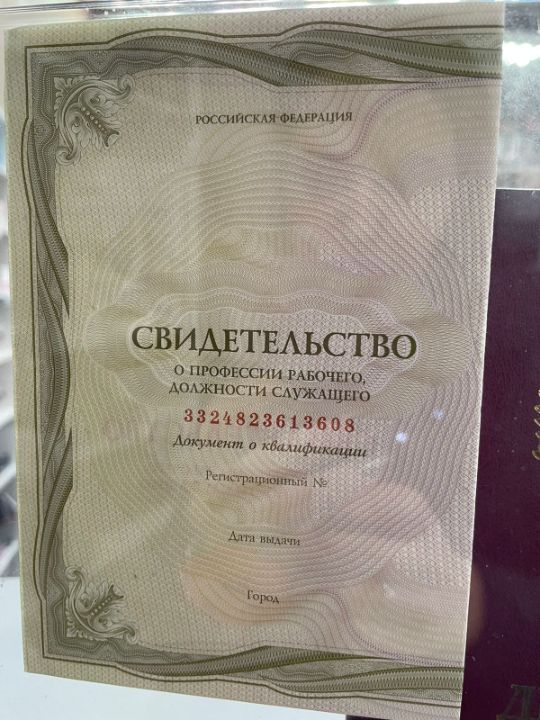 РОССИЙСКАЯ ФЕДЕРАЦИЯ
СВИДЕТЕЛЬСТВО
О ПРОФЕССИИ РАБОЧЕГО,
ДОЛЖНОСТИ СЛУЖАЩЕГО
3324823613608
Документ о квалификации
Регистрационный №
Дата выдачи
Город